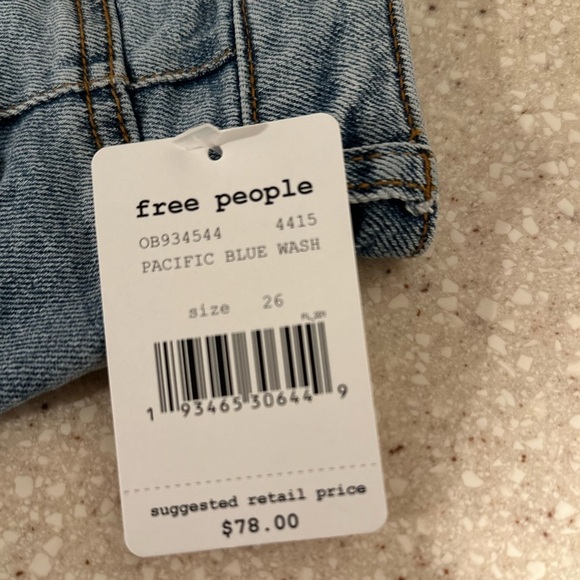 free people
OB934544 4415
PACIFIC BLUE WASH
size 26
1 93465 30644 9
suggested retail price
$78.00